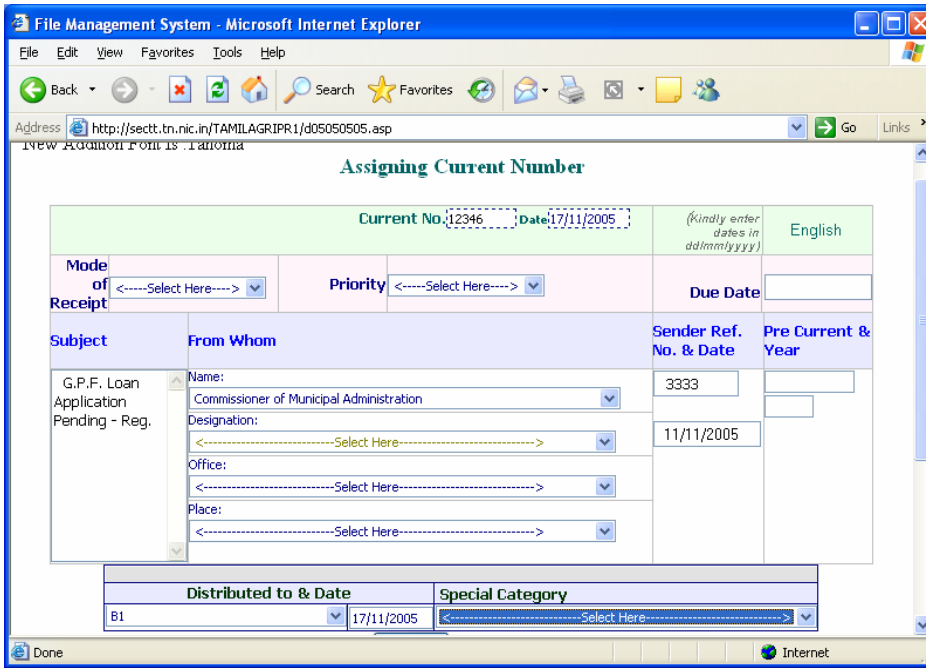 File Management System - Microsoft Internet Explorer
File Edit View Favorites Tools Help
Back Search Favorites
Address http://sectt.tn.nic.in/TAMILAGRIPR1/d05050505.asp Go Links
New Addition Font is :Tahoma
Assigning Current Number
Current No. 12346 Date 17/11/2005 (Kindly enter dates in dd/mm/yyyy) English
Mode of Receipt <-----Select Here----> Priority <-----Select Here----> Due Date
Subject From Whom Sender Ref. No. & Date Pre Current & Year
G.P.F. Loan
Application
Pending - Reg.
Name:
Commissioner of Municipal Administration
3333
Designation:
<----------------------------Select Here----------------------------->
11/11/2005
Office:
<----------------------------Select Here----------------------------->
Place:
<----------------------------Select Here----------------------------->
Distributed to & Date Special Category
B1 17/11/2005 <----------------------------Select Here----------------------------->
Done Internet